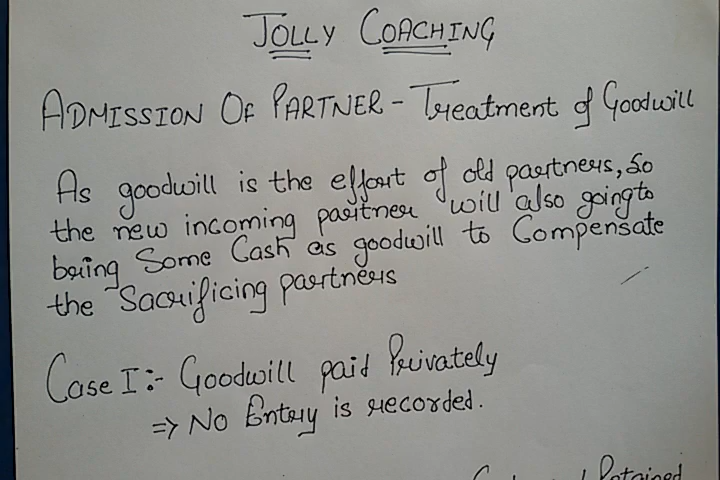 JOLLY COACHING
ADMISSION OF PARTNER - Treatment of Goodwill
As goodwill is the effort of old partners, So
the new incoming partner will also going to
bring Some Cash as goodwill to Compensate
the Sacrificing partners
Case I:- Goodwill paid Privately
=> No Entry is recorded.
Retained